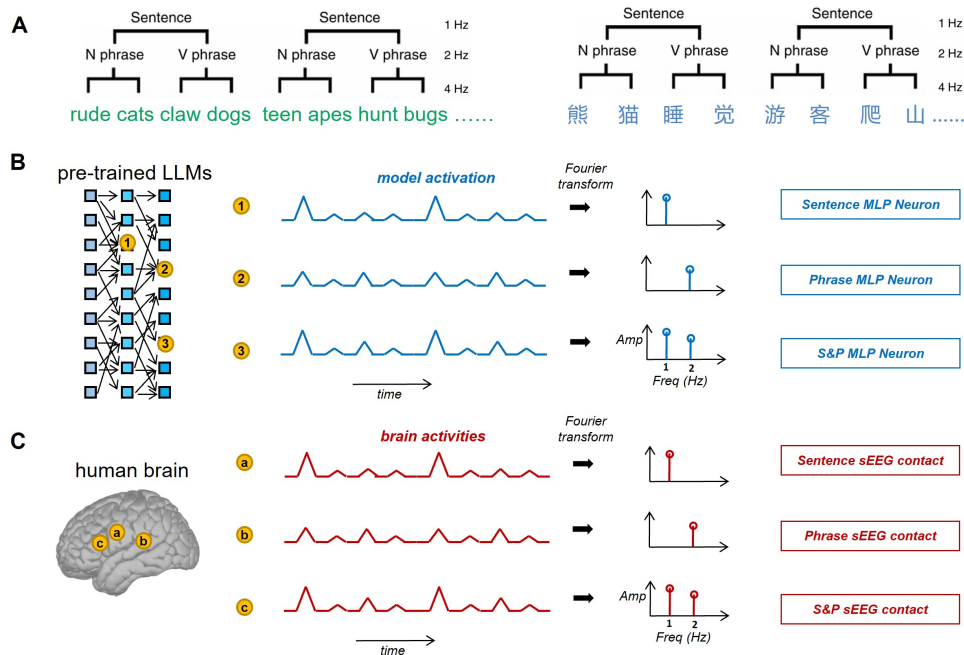 A
Sentence Sentence 1 Hz
N phrase V phrase N phrase V phrase 2 Hz
4 Hz
rude cats claw dogs teen apes hunt bugs ......
Sentence Sentence 1 Hz
N phrase V phrase N phrase V phrase 2 Hz
4 Hz
熊 猫 睡 觉 游 客 爬 山 ......
B
pre-trained LLMs
1
2
3
model activation
Fourier
transform
1
Sentence MLP Neuron
2
Phrase MLP Neuron
3
Amp
1 2
Freq (Hz)
S&P MLP Neuron
time
C
human brain
a
b
c
brain activities
Fourier
transform
a
Sentence sEEG contact
b
Phrase sEEG contact
c
Amp
1 2
Freq (Hz)
S&P sEEG contact
time